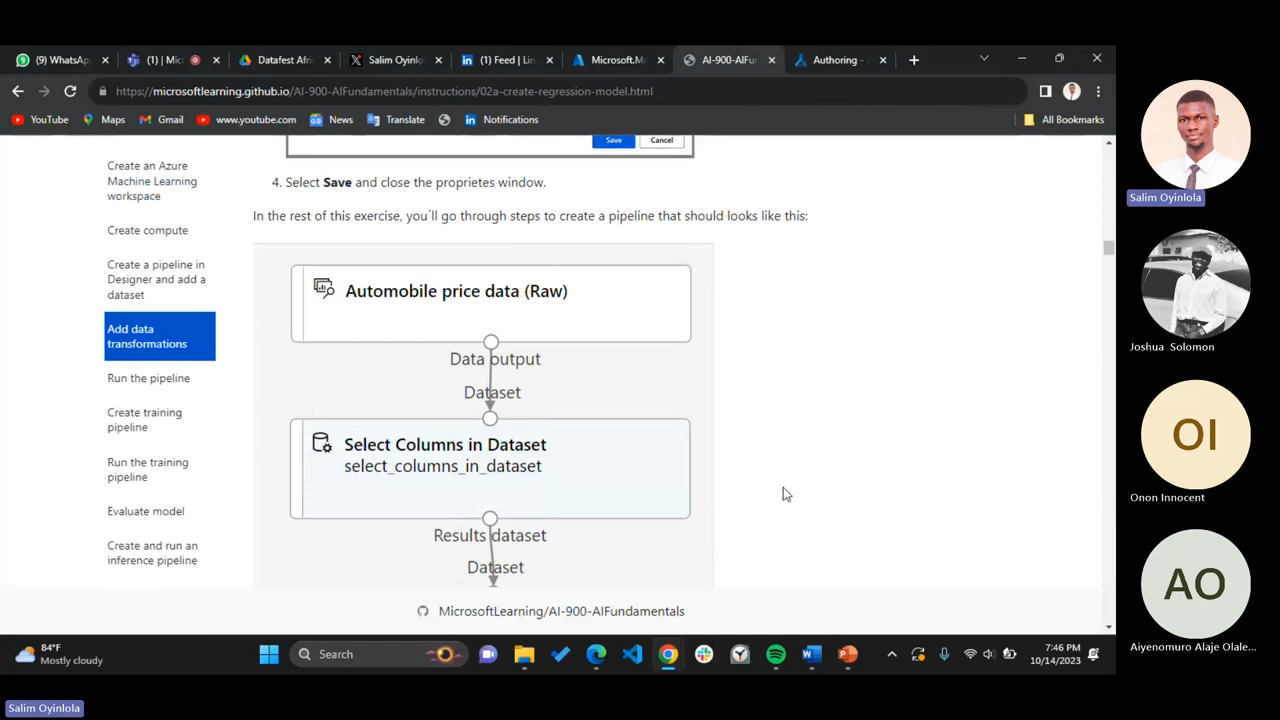 (9) WhatsAp
(1) | Mic
Datafest Afri
Salim Oyinlo
(1) Feed | Lin
Microsoft.Ma
AI-900-AIFur
Authoring -
https://microsoftlearning.github.io/AI-900-AIFundamentals/instructions/02a-create-regression-model.html
YouTube
Maps
Gmail
www.youtube.com
News
Translate
Notifications
All Bookmarks
Save
Cancel
Create an Azure
Machine Learning
workspace
Create compute
Create a pipeline in
Designer and add a
dataset
Add data
transformations
Run the pipeline
Create training
pipeline
Run the training
pipeline
Evaluate model
Create and run an
inference pipeline
4. Select Save and close the proprietes window.
In the rest of this exercise, you´ll go through steps to create a pipeline that should looks like this:
Automobile price data (Raw)
Data output
Dataset
Select Columns in Dataset
select_columns_in_dataset
Results dataset
Dataset
MicrosoftLearning/AI-900-AIFundamentals
84°F
Mostly cloudy
Search
7:46 PM
10/14/2023
Salim Oyinlola
Joshua Solomon
OI
Onon Innocent
AO
Aiyenomuro Alaje Olale...
Salim Oyinlola